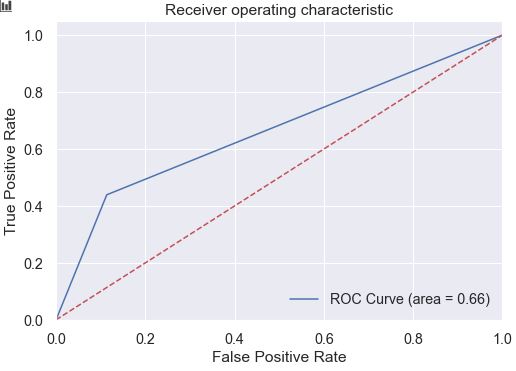 Receiver operating characteristic
1.0
0.8
0.6
0.4
0.2
0.0
True Positive Rate
ROC Curve (area = 0.66)
0.0 0.2 0.4 0.6 0.8 1.0
False Positive Rate